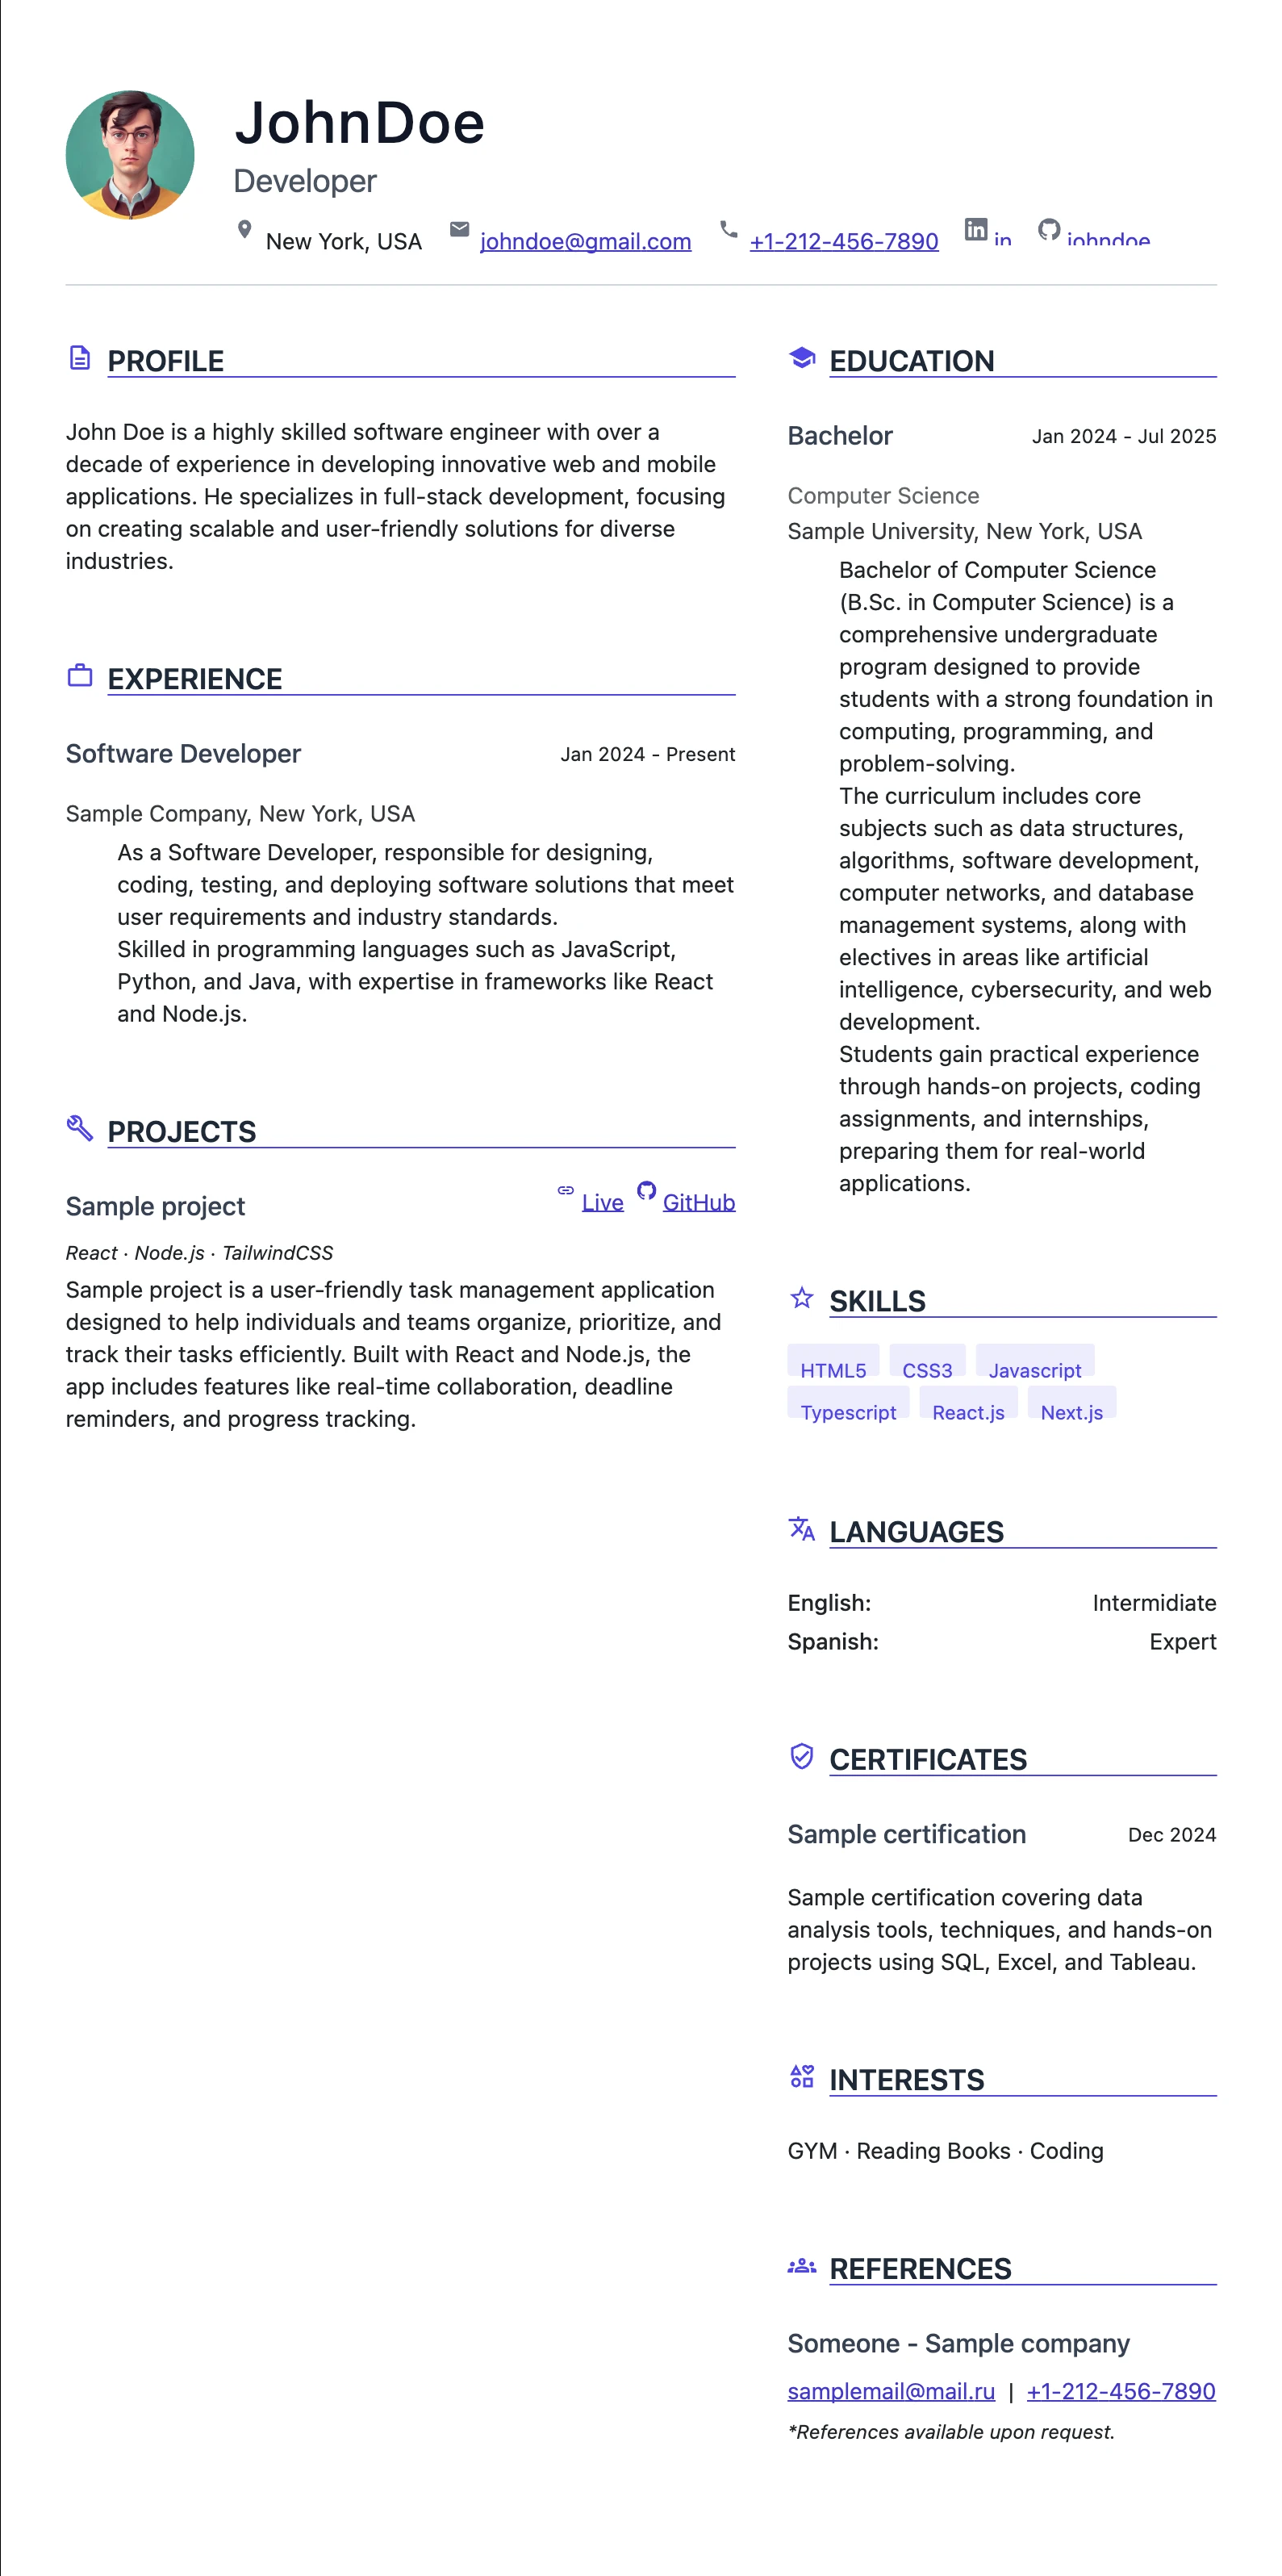 JohnDoe
Developer
New York, USA johndoe@gmail.com +1-212-456-7890 in johndoe
PROFILE
John Doe is a highly skilled software engineer with over a
decade of experience in developing innovative web and mobile
applications. He specializes in full-stack development, focusing
on creating scalable and user-friendly solutions for diverse
industries.
EXPERIENCE
Software Developer Jan 2024 - Present
Sample Company, New York, USA
As a Software Developer, responsible for designing,
coding, testing, and deploying software solutions that meet
user requirements and industry standards.
Skilled in programming languages such as JavaScript,
Python, and Java, with expertise in frameworks like React
and Node.js.
PROJECTS
Sample project Live GitHub
React · Node.js · TailwindCSS
Sample project is a user-friendly task management application
designed to help individuals and teams organize, prioritize, and
track their tasks efficiently. Built with React and Node.js, the
app includes features like real-time collaboration, deadline
reminders, and progress tracking.
EDUCATION
Bachelor Jan 2024 - Jul 2025
Computer Science
Sample University, New York, USA
Bachelor of Computer Science
(B.Sc. in Computer Science) is a
comprehensive undergraduate
program designed to provide
students with a strong foundation in
computing, programming, and
problem-solving.
The curriculum includes core
subjects such as data structures,
algorithms, software development,
computer networks, and database
management systems, along with
electives in areas like artificial
intelligence, cybersecurity, and web
development.
Students gain practical experience
through hands-on projects, coding
assignments, and internships,
preparing them for real-world
applications.
SKILLS
HTML5 CSS3 Javascript
Typescript React.js Next.js
LANGUAGES
English: Intermidiate
Spanish: Expert
CERTIFICATES
Sample certification Dec 2024
Sample certification covering data
analysis tools, techniques, and hands-on
projects using SQL, Excel, and Tableau.
INTERESTS
GYM · Reading Books · Coding
REFERENCES
Someone - Sample company
samplemail@mail.ru | +1-212-456-7890
*References available upon request.